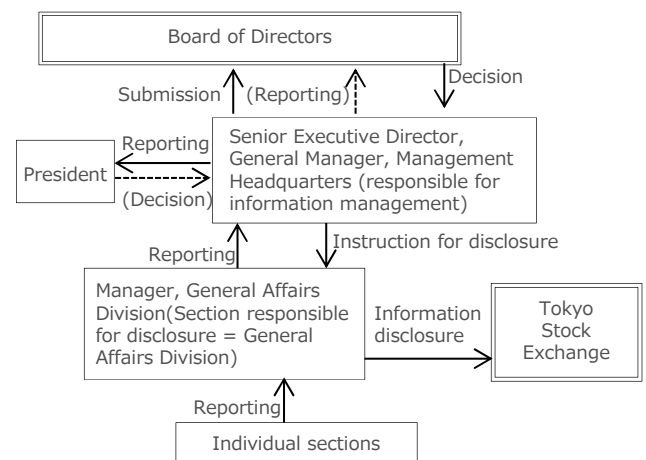 Board of Directors
Submission
(Reporting)
Decision
Senior Executive Director,
General Manager, Management
Headquarters (responsible for
information management)
Reporting
President
(Decision)
Reporting
Instruction for disclosure
Manager, General Affairs
Division(Section responsible
for disclosure = General
Affairs Division)
Information
disclosure
Tokyo
Stock
Exchange
Reporting
Individual sections